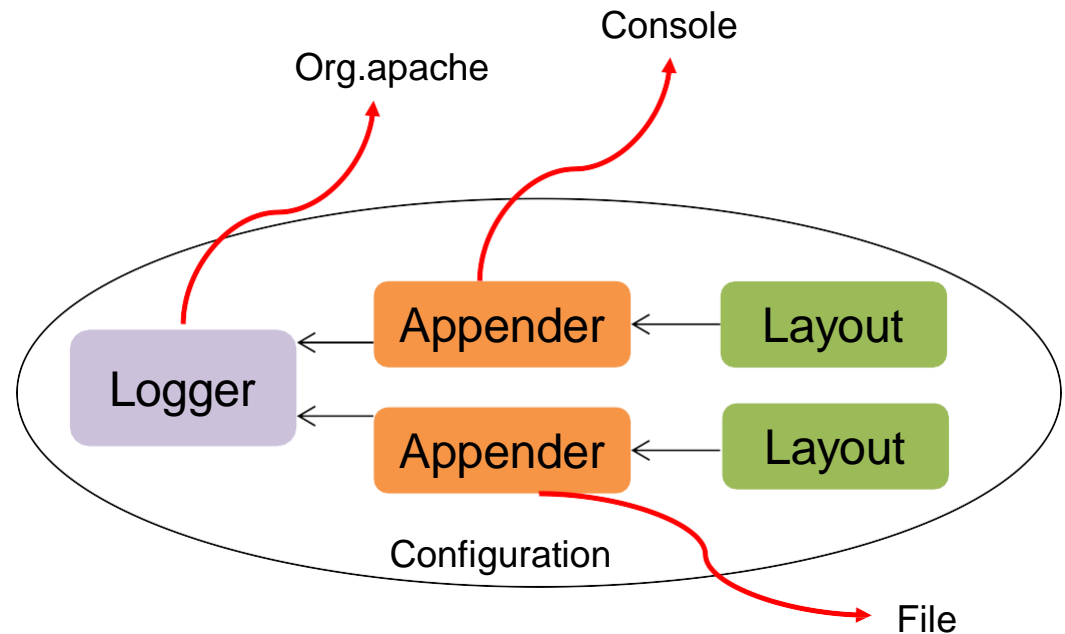 Console
Org.apache
Appender
Layout
Logger
Appender
Layout
Configuration
File